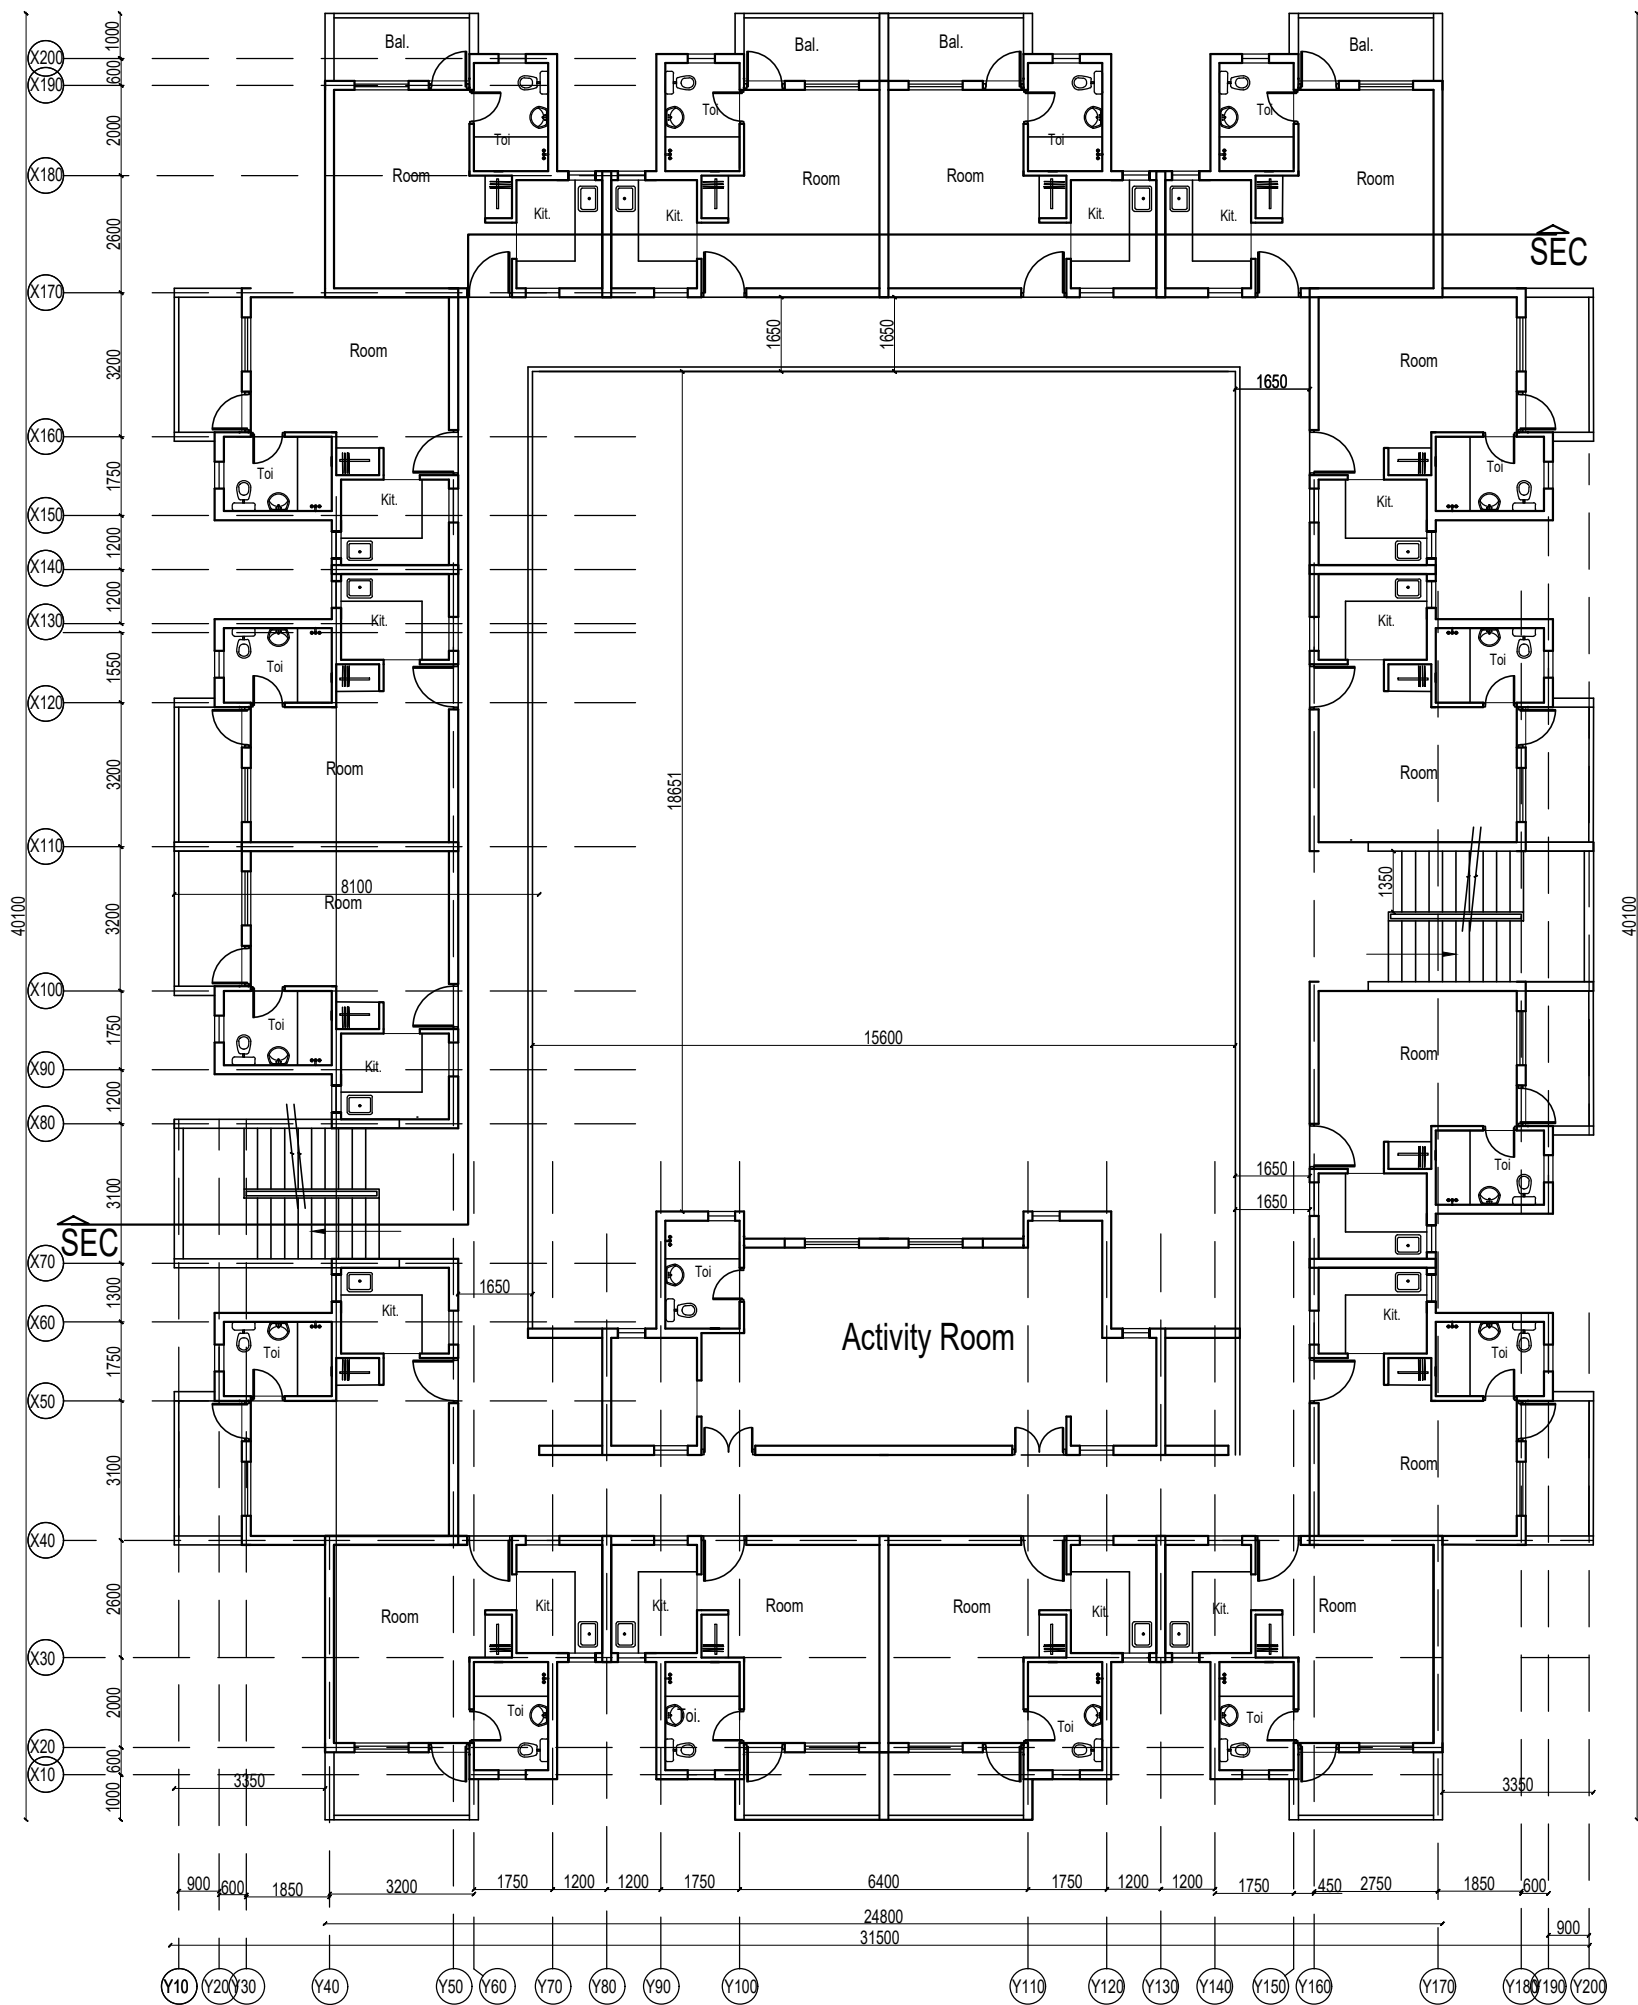 Bal.
Bal.
Bal.
Bal.
Toi
Toi
Toi
Toi
Room
Room
Room
Room
Kit.
Kit.
Kit.
Kit.
SEC
1650
1650
1650
Room
Room
Toi
Kit.
Kit.
Toi
Kit.
Kit.
Toi
Toi
Room
Room
18651
8100
Room
1350
15600
Toi
Kit.
Room
Toi
1650
1650
SEC
1650
Toi
Kit.
Toi
Activity Room
Kit.
Toi
Room
Room
Room
Room
Room
Kit.
Kit.
Kit.
Kit.
Toi
Toi.
Toi
Toi
3350
3350
X200
X190
X180
X170
X160
X150
X140
X130
X120
X110
X100
X90
X80
X70
X60
X50
X40
X30
X20
X10
1000
600
2000
2600
3200
1750
1200
1200
1550
3200
3200
1750
1200
3100
1300
1750
3100
2600
2000
600
1000
40100
40100
900
600
1850
3200
1750
1200
1200
1750
6400
1750
1200
1200
1750
450
2750
1850
600
900
24800
31500
Y10
Y20
Y30
Y40
Y50
Y60
Y70
Y80
Y90
Y100
Y110
Y120
Y130
Y140
Y150
Y160
Y170
Y180
Y190
Y200